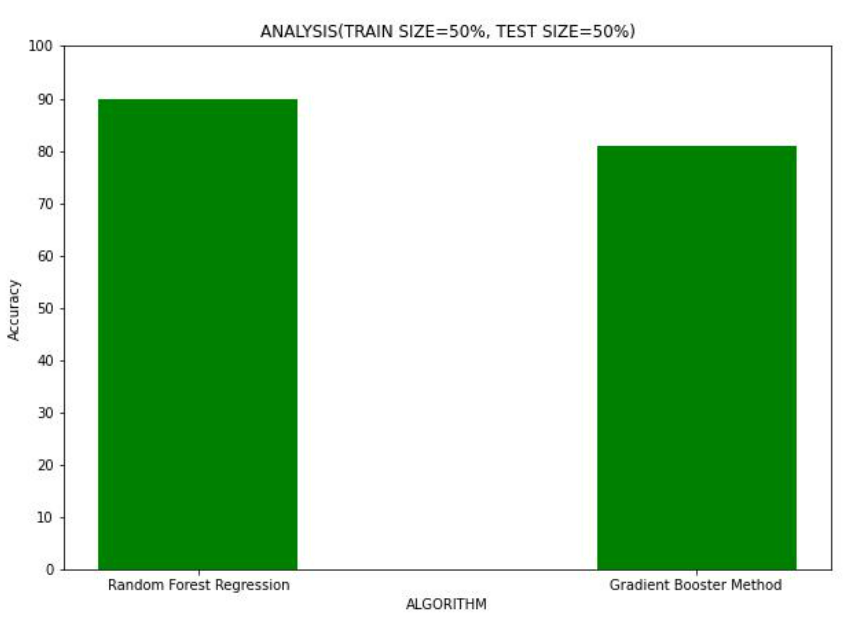 ANALYSIS(TRAIN SIZE=50%, TEST SIZE=50%)
100
90
80
70
60
50
40
30
20
10
0
Accuracy
Random Forest Regression
Gradient Booster Method
ALGORITHM